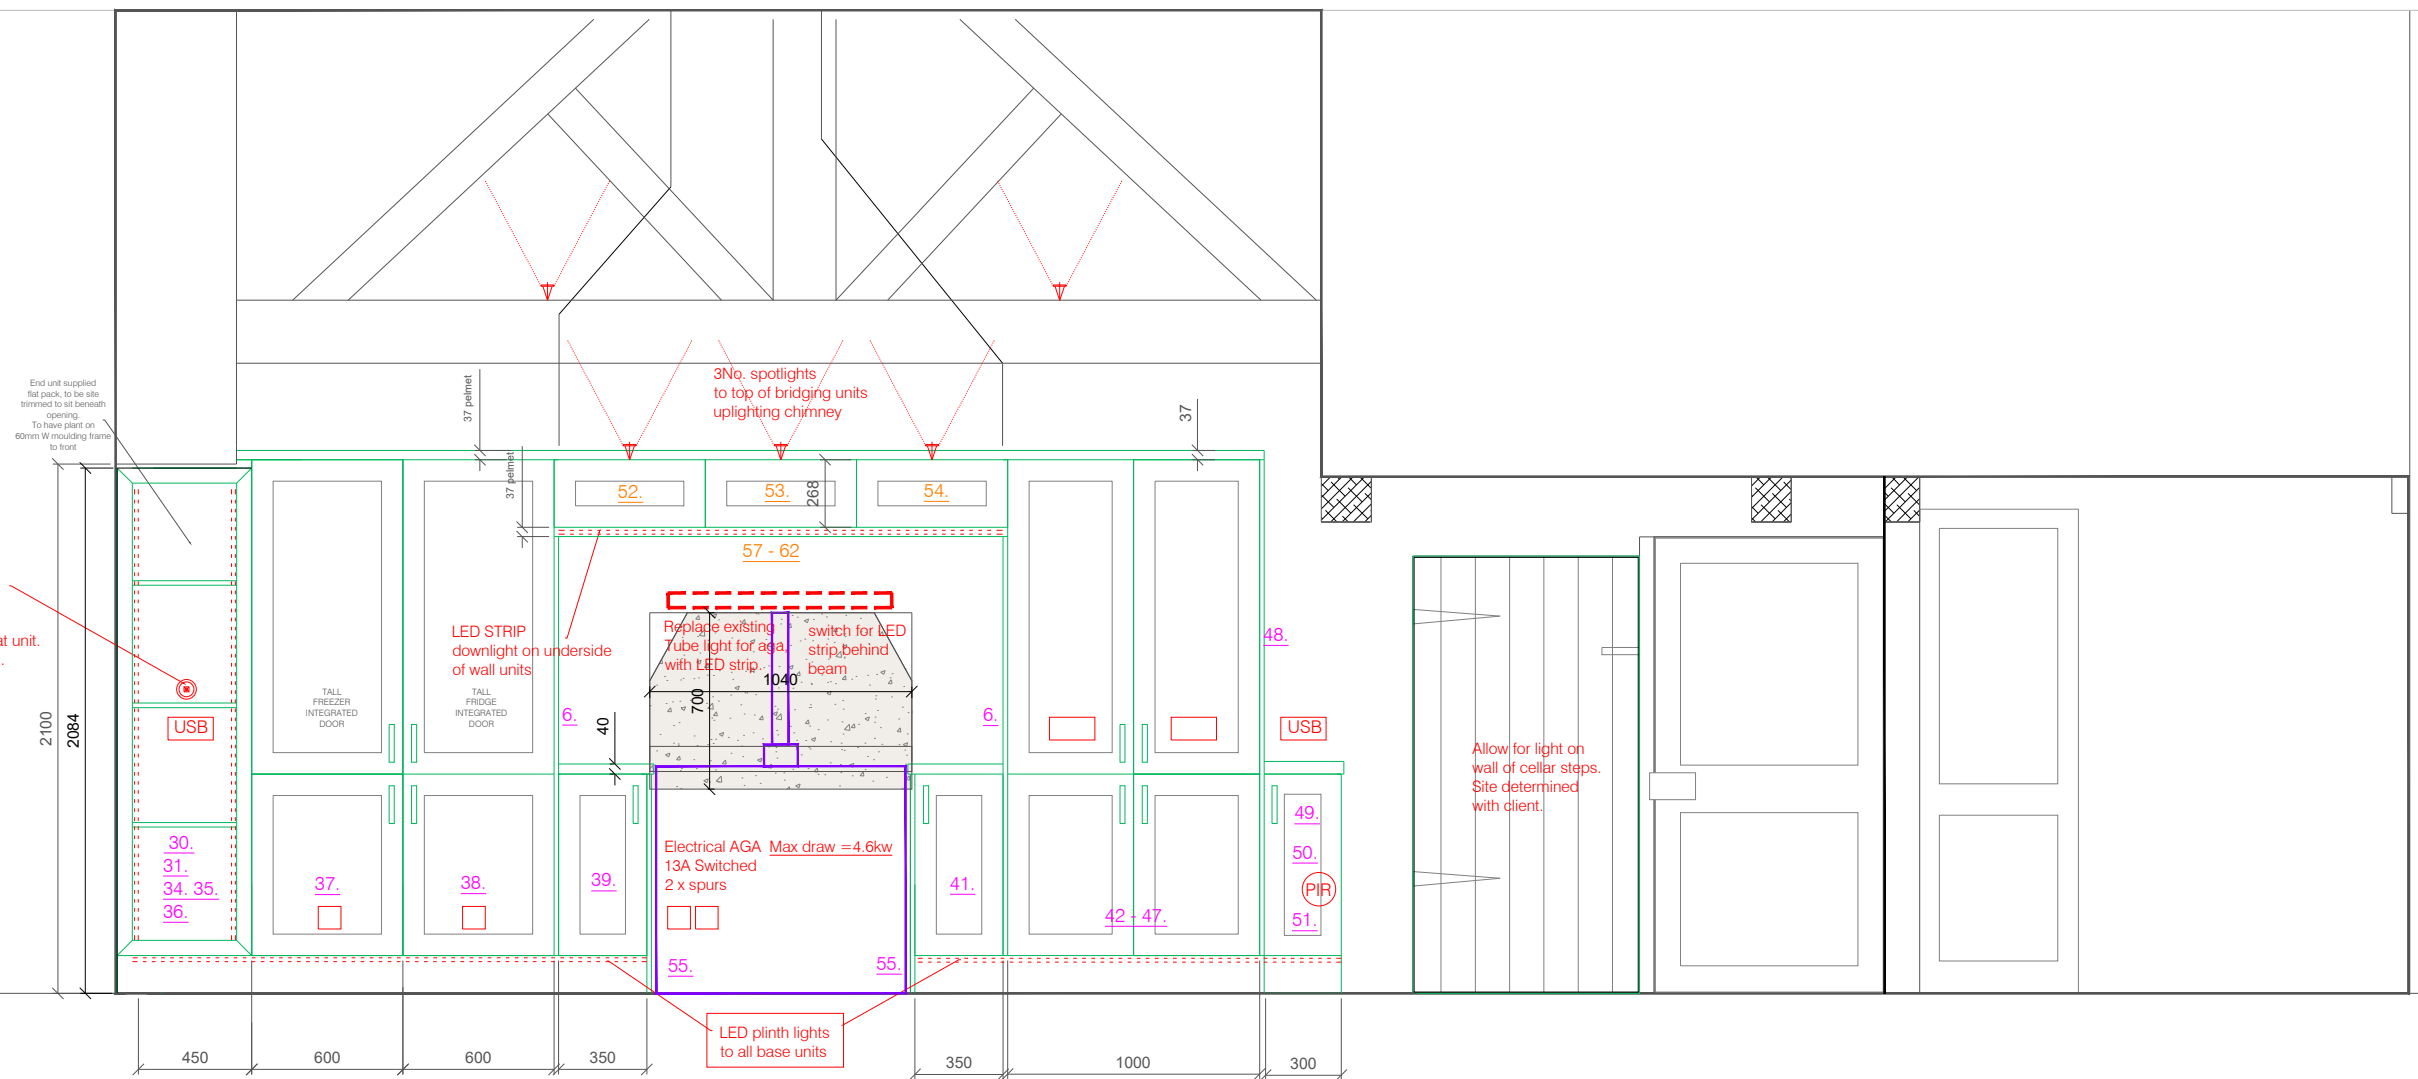 3No. spotlights
to top of bridging units
uplighting chimney
37 pelmet
37
End unit supplied
flat pack, to be site
trimmed to sit beneath
opening.
To have plant on
60mm W moulding frame
to front
37 pelmet
52.
53.
268
54.
57 - 62
at unit.
.
LED STRIP
downlight on underside
of wall units
Replace existing
Tube light for aga,
with LED strip.
switch for LED
strip behind
beam
48.
1040
700
TALL
FREEZER
INTEGRATED
DOOR
TALL
FRIDGE
INTEGRATED
DOOR
6.
6.
40
2100
2084
USB
USB
Allow for light on
wall of cellar steps.
Site determined
with client.
30.
31.
34. 35.
36.
37.
38.
39.
Electrical AGA Max draw =4.6kw
13A Switched
2 x spurs
41.
42 - 47.
49.
50.
PIR
51.
55.
55.
LED plinth lights
to all base units
450
600
600
350
350
1000
300